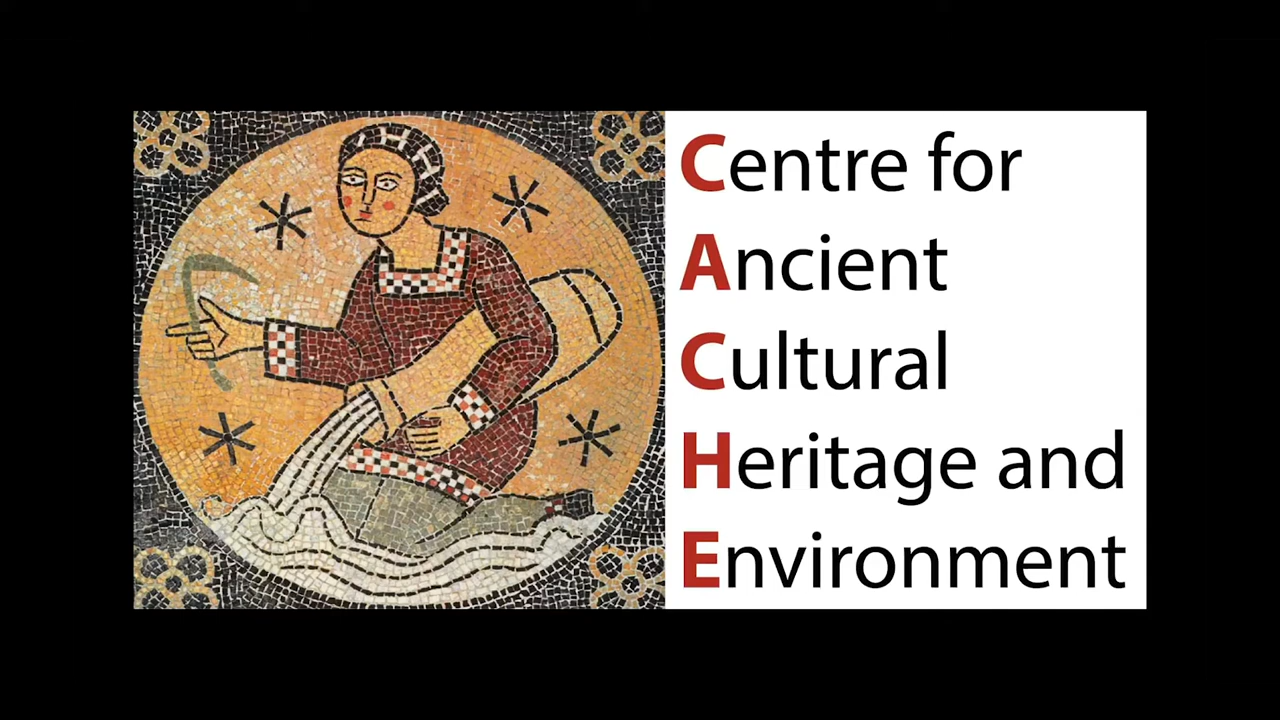 Centre for
Ancient
Cultural
Heritage and
Environment